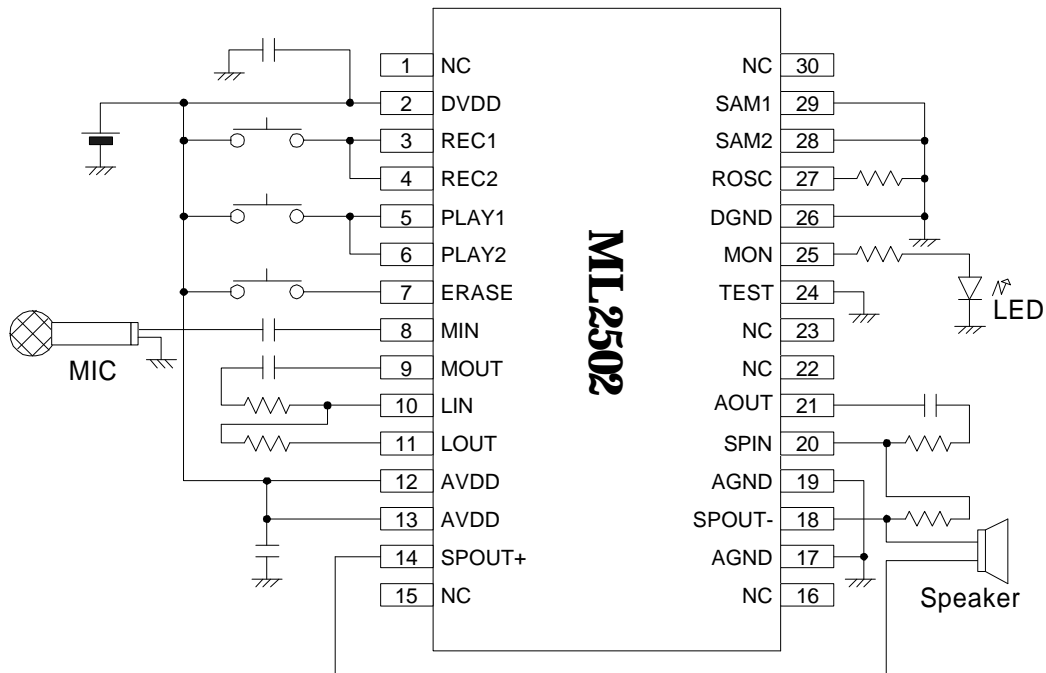 1 NC
2 DVDD
3 REC1
4 REC2
5 PLAY1
6 PLAY2
7 ERASE
8 MIN
9 MOUT
10 LIN
11 LOUT
12 AVDD
13 AVDD
14 SPOUT+
15 NC
MIC
ML2502
NC 30
SAM1 29
SAM2 28
ROSC 27
DGND 26
MON 25
TEST 24
NC 23
NC 22
AOUT 21
SPIN 20
AGND 19
SPOUT- 18
AGND 17
NC 16
LED
Speaker